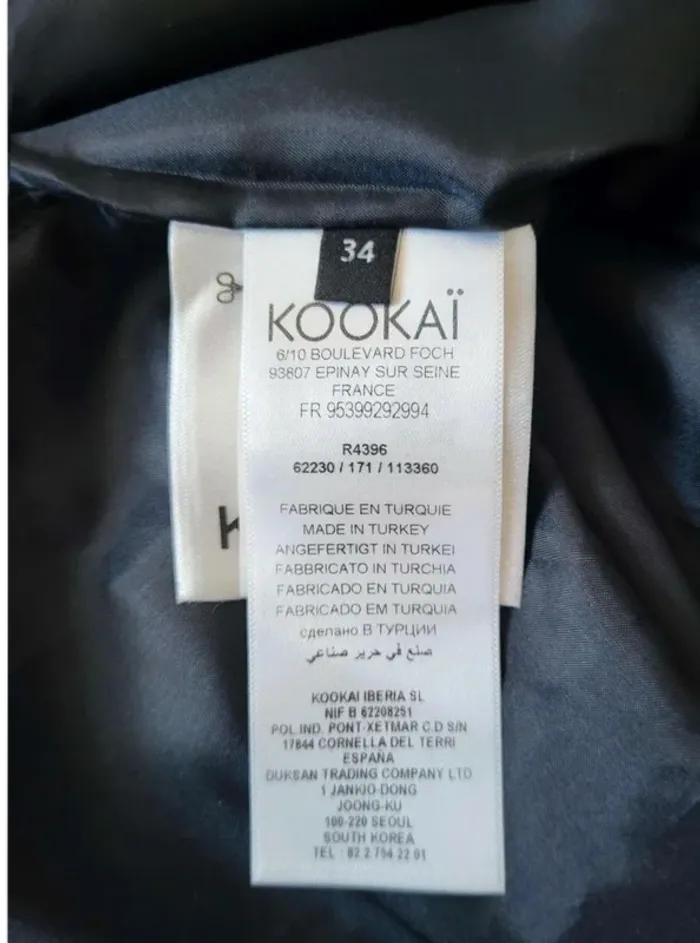 34
KOOKAÏ
6/10 BOULEVARD FOCH
93807 EPINAY SUR SEINE
FRANCE
FR 95399292994
R4396
62230 / 171 / 113360
FABRIQUE EN TURQUIE
MADE IN TURKEY
ANGEFERTIGT IN TURKEI
FABBRICATO IN TURCHIA
FABRICADO EN TURQUIA
FABRICADO EM TURQUIA
сделано В ТУРЦИИ
صنع في حرير صناعي
KOOKAI IBERIA SL
NIF B 62208251
POL.IND. PONT-XETMAR C.D S/N
17844 CORNELLA DEL TERRI
ESPAÑA
DUKSAN TRADING COMPANY LTD
1 JANKIO-DONG
JOONG-KU
100-220 SEOUL
SOUTH KOREA
TEL : 82 2 754 22 01
K